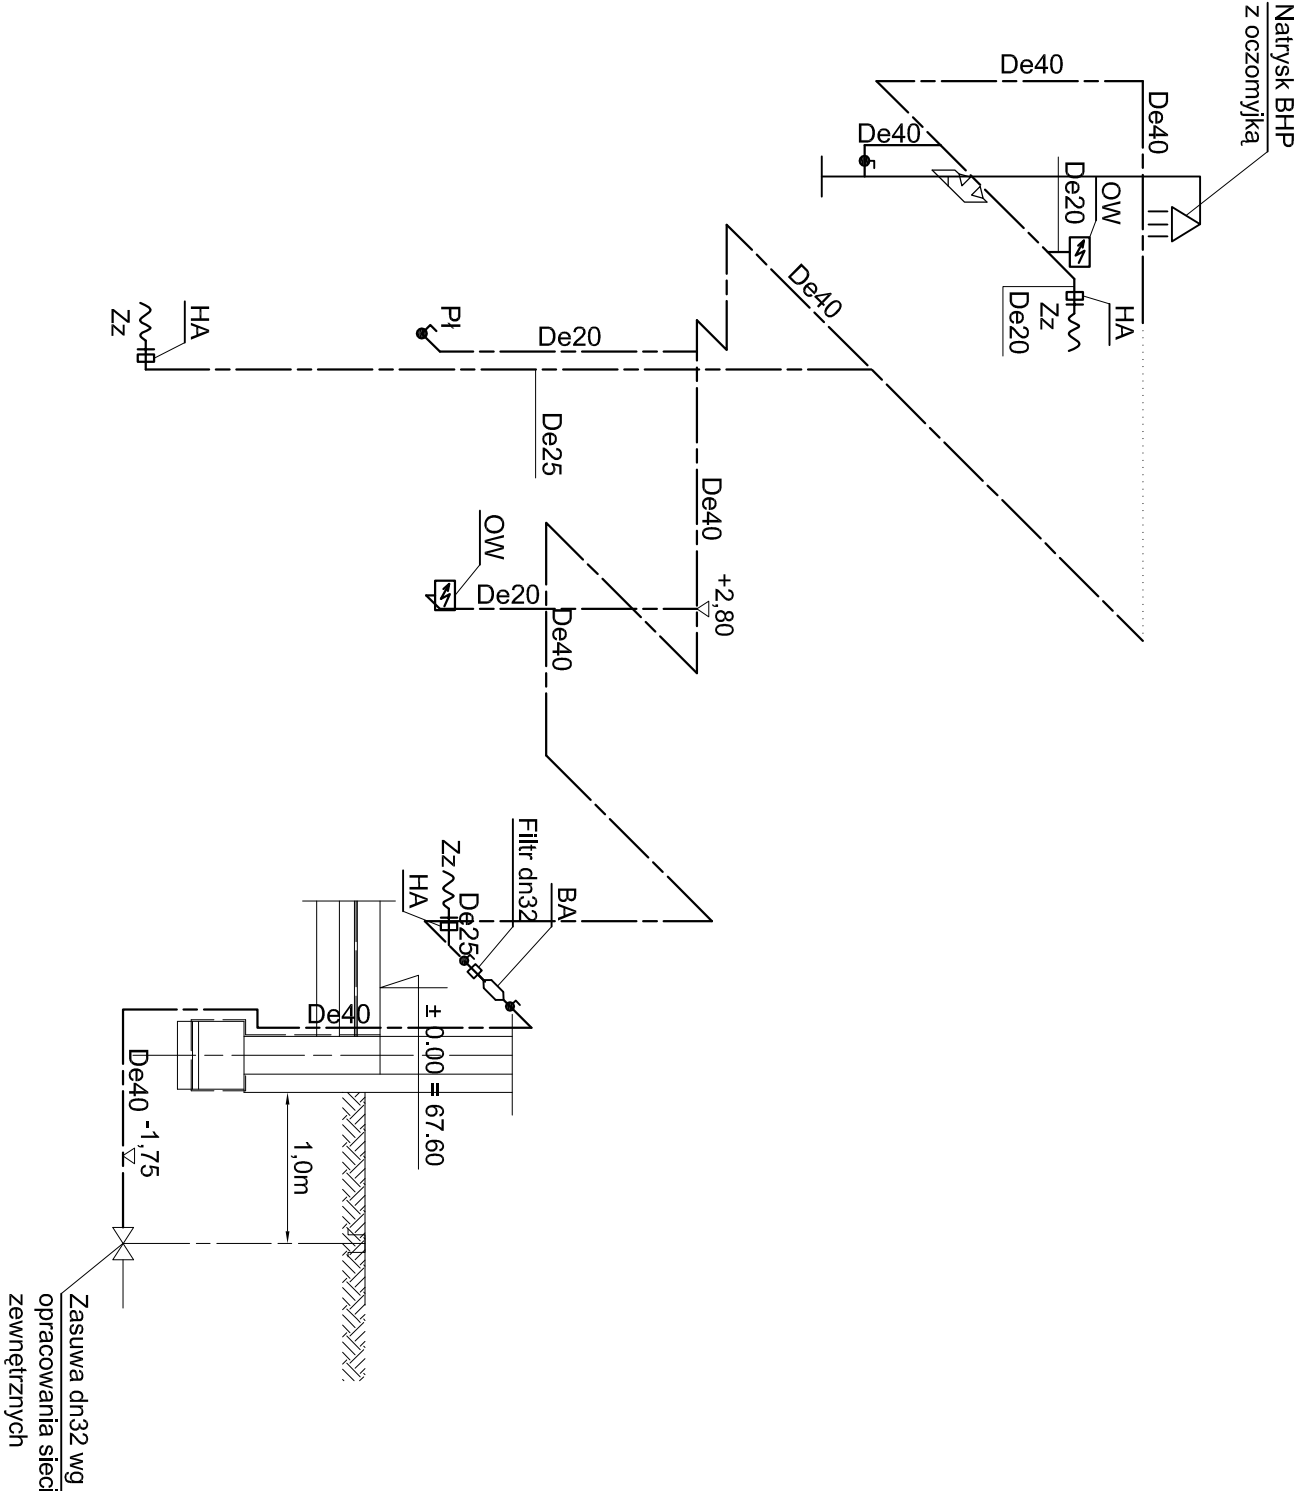 Natrysk BHP
z oczomyjką
De40
De40
De40
De20
OW
HA
Zz
De20
De40
HA
Zz
Pł
De20
De25
De40
+2,80
OW
De20
De40
Filtr dn32
BA
Zz
HA
De25
De40
± 0.00 = 67.60
De40
-1,75
1,0m
Zasuwa dn32 wg
opracowania sieci
zewnętrznych